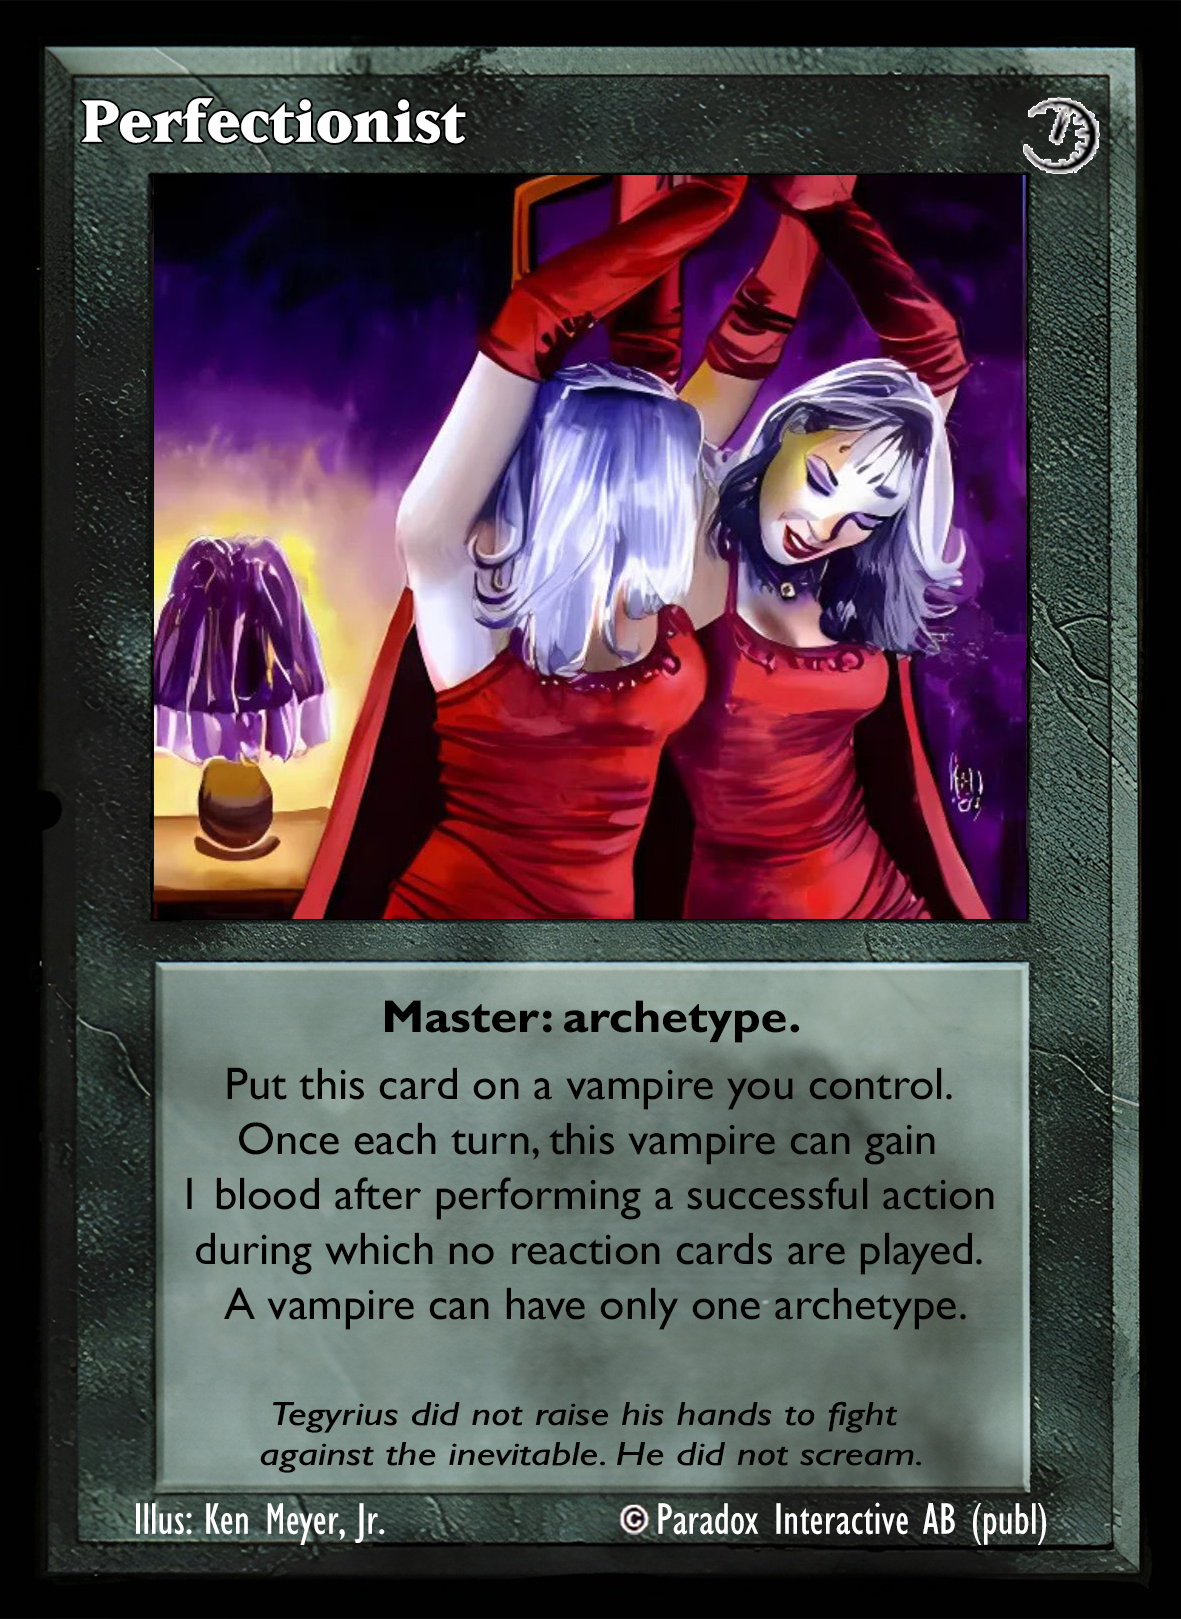 Perfectionist
Master: archetype.
Put this card on a vampire you control.
Once each turn, this vampire can gain
1 blood after performing a successful action
during which no reaction cards are played.
A vampire can have only one archetype.
Tegyrius did not raise his hands to fight
against the inevitable. He did not scream.
Illus: Ken Meyer, Jr.
© Paradox Interactive AB (publ)